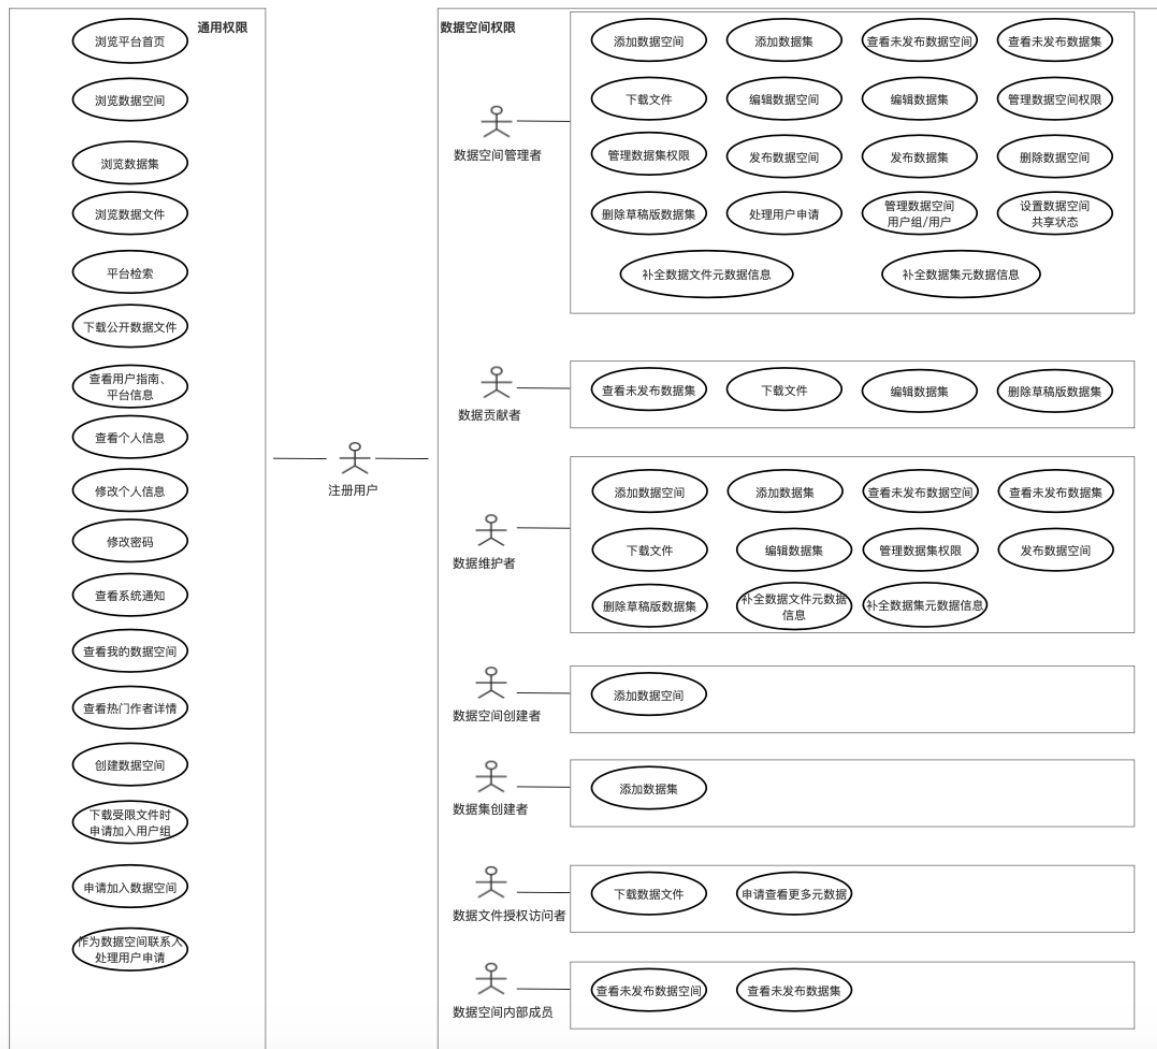 通用权限
浏览平台首页
浏览数据空间
浏览数据集
浏览数据文件
平台检索
下载公开数据文件
查看用户指南、
平台信息
查看个人信息
修改个人信息
修改密码
查看系统通知
查看我的数据空间
查看热门作者详情
创建数据空间
下载受限文件时
申请加入用户组
申请加入数据空间
作为数据空间联系人
处理用户申请
注册用户
数据空间权限
数据空间管理者
添加数据空间
添加数据集
查看未发布数据空间
查看未发布数据集
下载文件
编辑数据空间
编辑数据集
管理数据空间权限
管理数据集权限
发布数据空间
发布数据集
删除数据空间
删除草稿版数据集
处理用户申请
管理数据空间
用户组/用户
设置数据空间
共享状态
补全数据文件元数据信息
补全数据集元数据信息
数据贡献者
查看未发布数据集
下载文件
编辑数据集
删除草稿版数据集
数据维护者
添加数据空间
添加数据集
查看未发布数据空间
查看未发布数据集
下载文件
编辑数据集
管理数据集权限
发布数据空间
删除草稿版数据集
补全数据文件元数据
信息
补全数据集元数据信息
数据空间创建者
添加数据空间
数据集创建者
添加数据集
数据文件授权访问者
下载数据文件
申请查看更多元数据
数据空间内部成员
查看未发布数据空间
查看未发布数据集